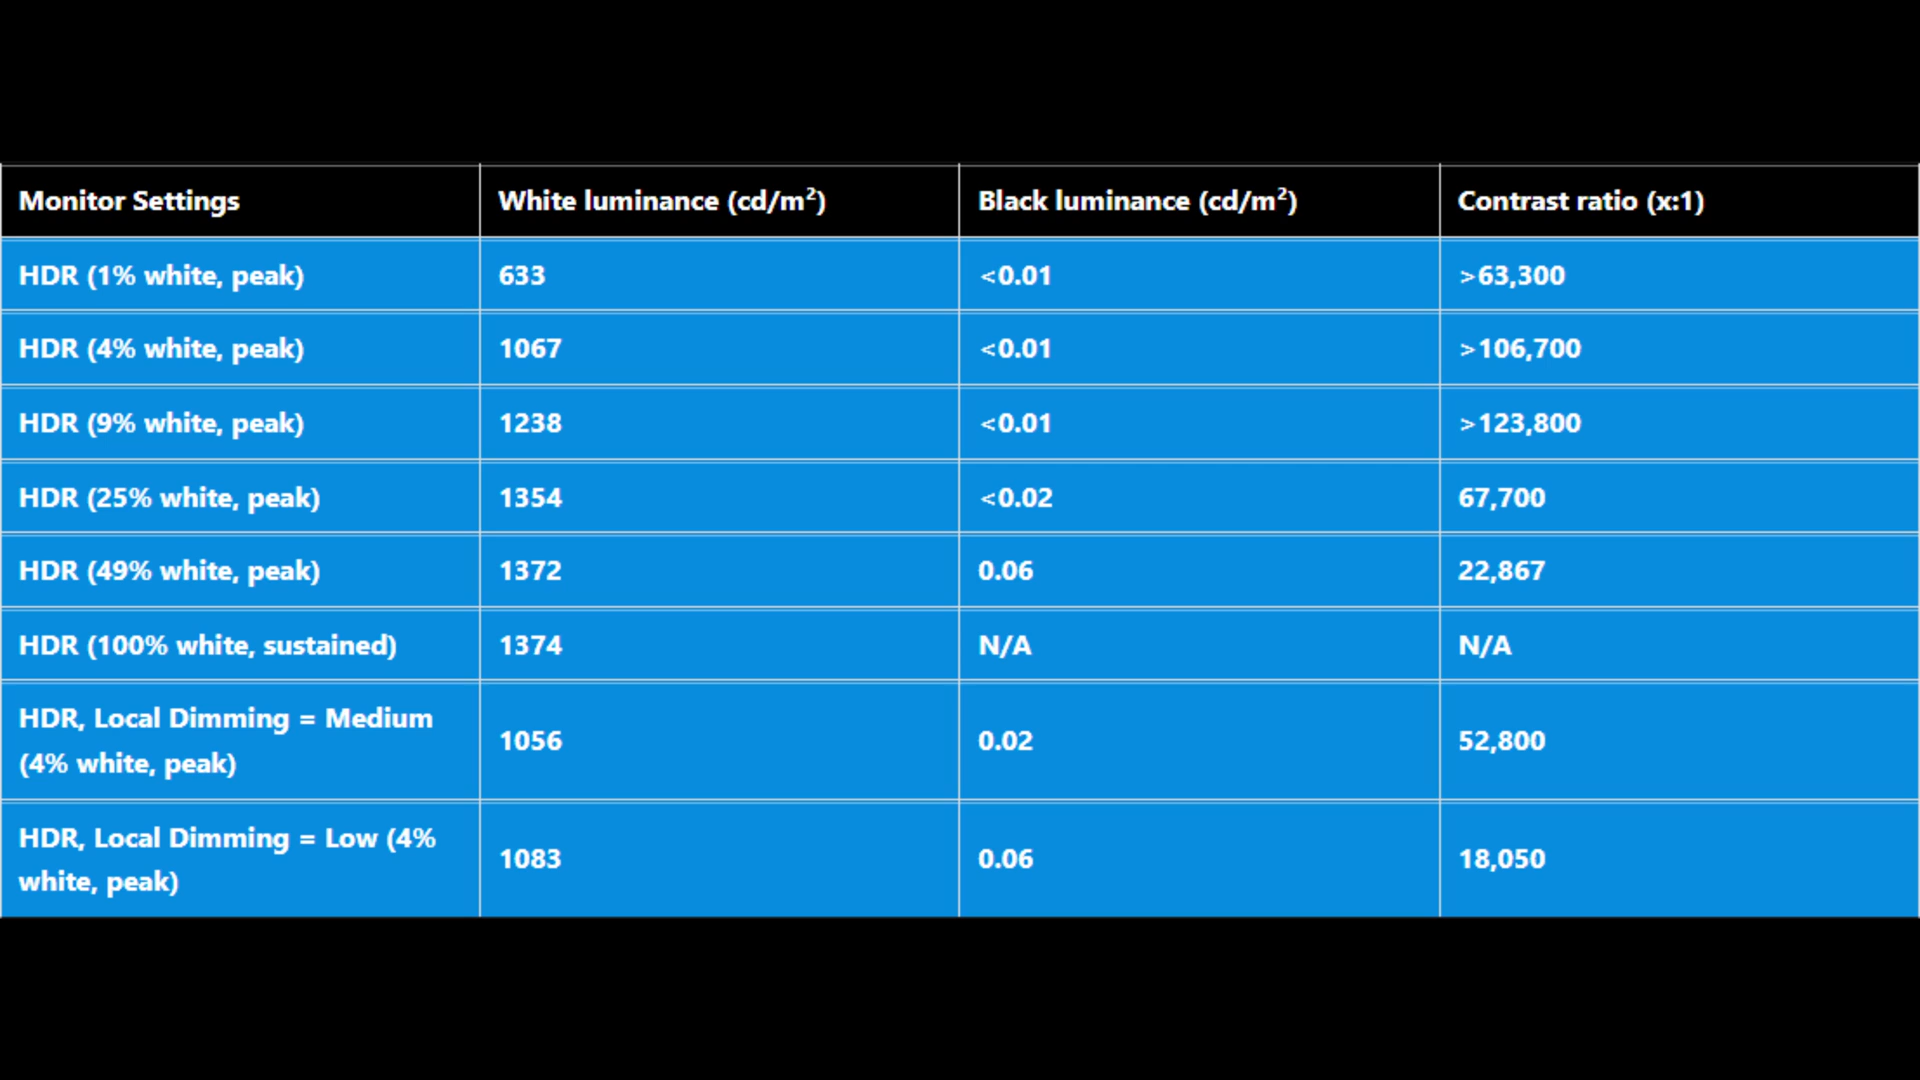 Monitor Settings White luminance (cd/m²) Black luminance (cd/m²) Contrast ratio (x:1)
HDR (1% white, peak) 633 <0.01 >63,300
HDR (4% white, peak) 1067 <0.01 >106,700
HDR (9% white, peak) 1238 <0.01 >123,800
HDR (25% white, peak) 1354 <0.02 67,700
HDR (49% white, peak) 1372 0.06 22,867
HDR (100% white, sustained) 1374 N/A N/A
HDR, Local Dimming = Medium
(4% white, peak) 1056 0.02 52,800
HDR, Local Dimming = Low (4%
white, peak) 1083 0.06 18,050